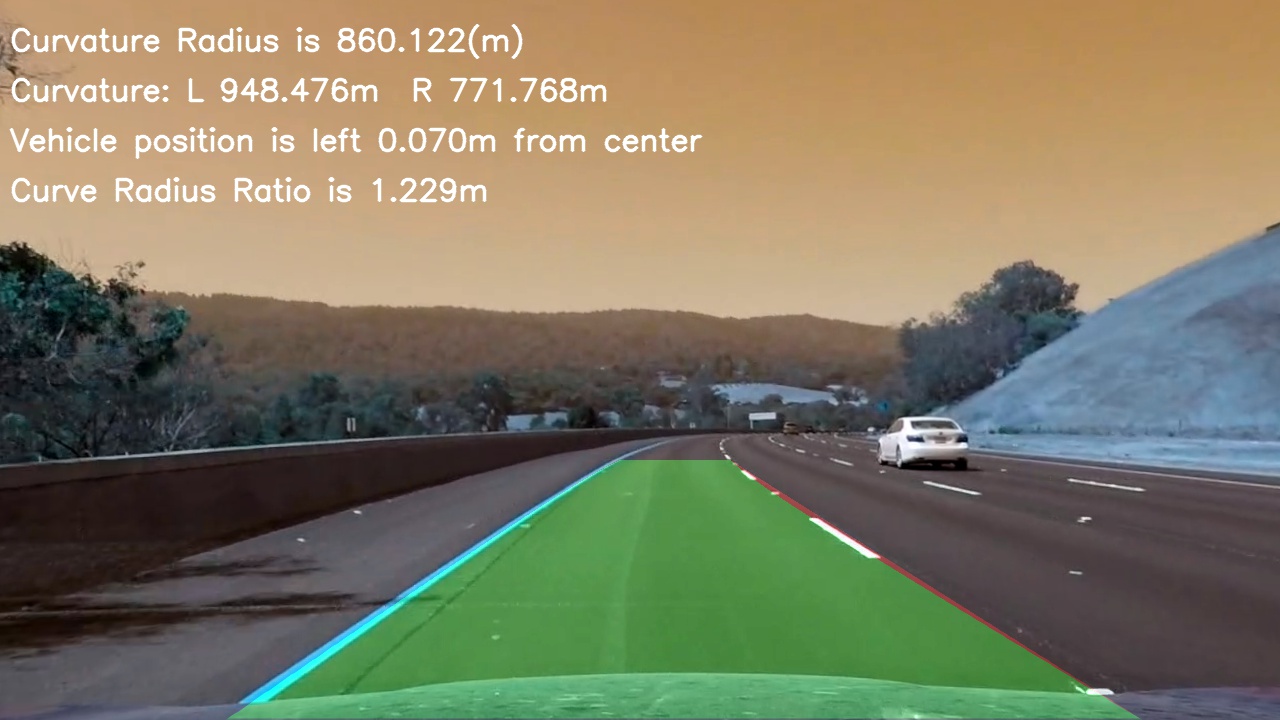 Curvature Radius is 860.122(m)
Curvature: L 948.476m R 771.768m
Vehicle position is left 0.070m from center
Curve Radius Ratio is 1.229m